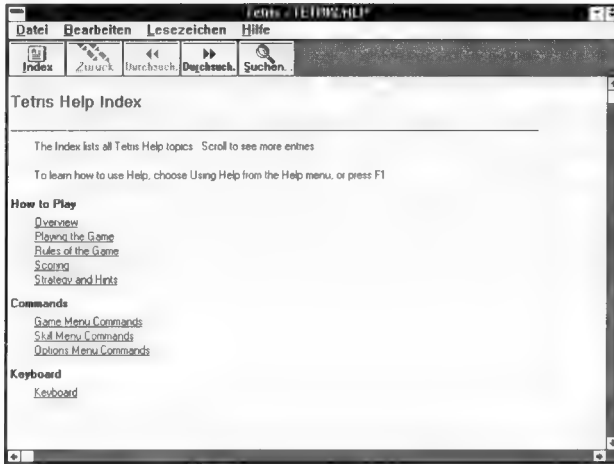 Tetris - TETRIS.HLP
Datei Bearbeiten Lesezeichen Hilfe
Index Zurück Durchsuch. Durchsuch. Suchen...
Tetris Help Index
The Index lists all Tetris Help topics Scroll to see more entries
To learn how to use Help, choose Using Help from the Help menu, or press F1
How to Play
Overview
Playing the Game
Rules of the Game
Scoring
Strategy and Hints
Commands
Game Menu Commands
Skill Menu Commands
Options Menu Commands
Keyboard
Keyboard